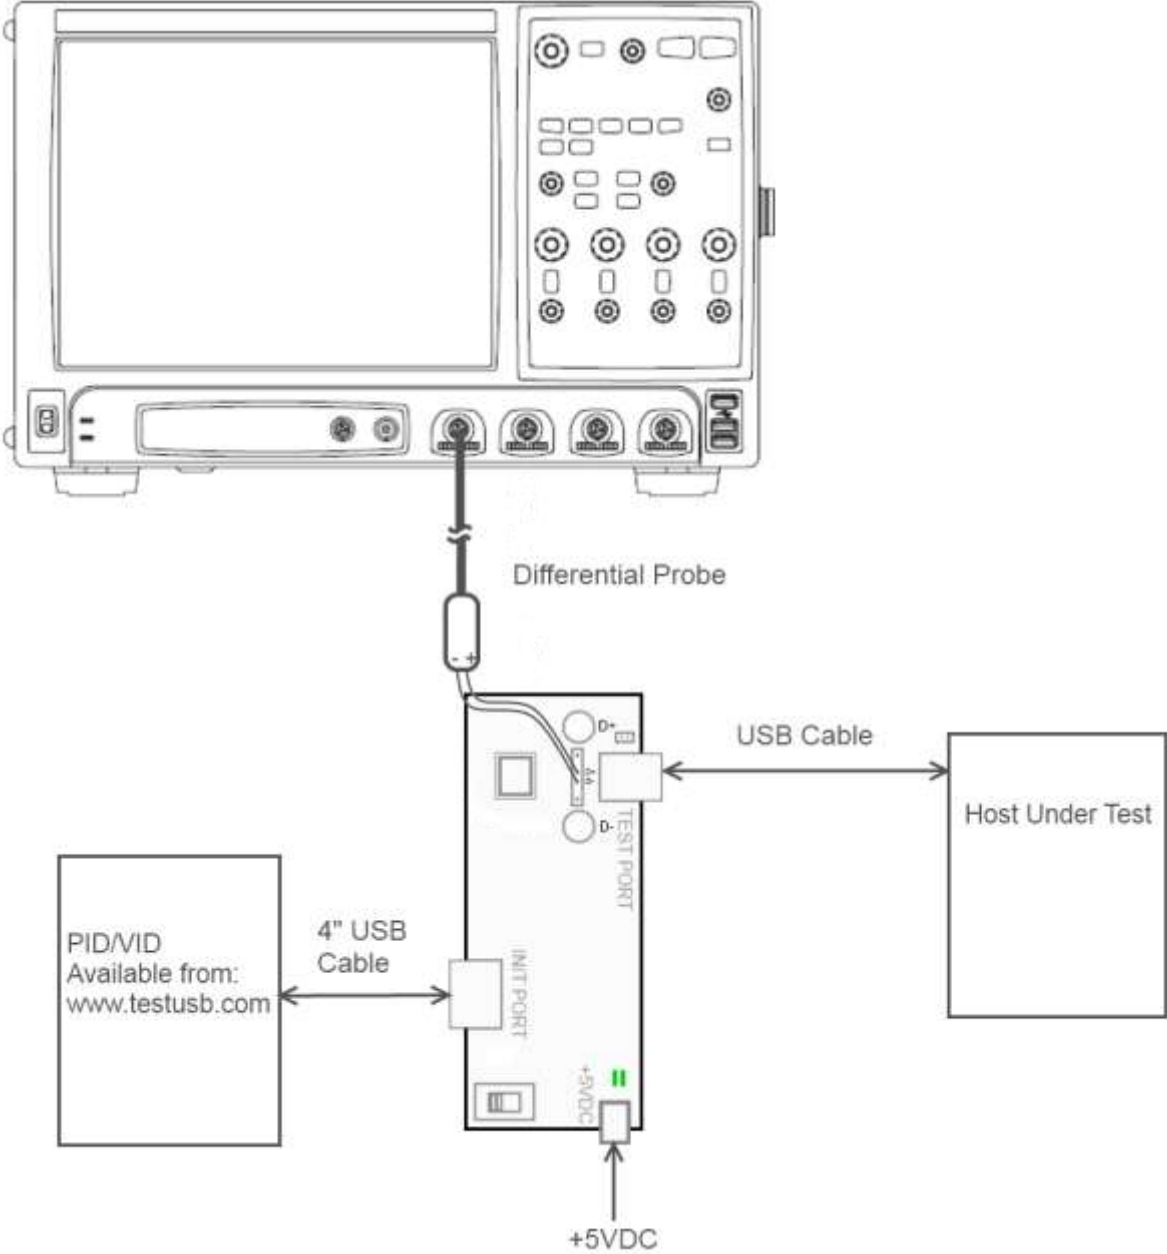 Differential Probe
- +
D+
USB Cable
Host Under Test
D-
TEST PORT
PID/VID
Available from:
www.testusb.com
4" USB
Cable
INIT PORT
+5VDC
+5VDC